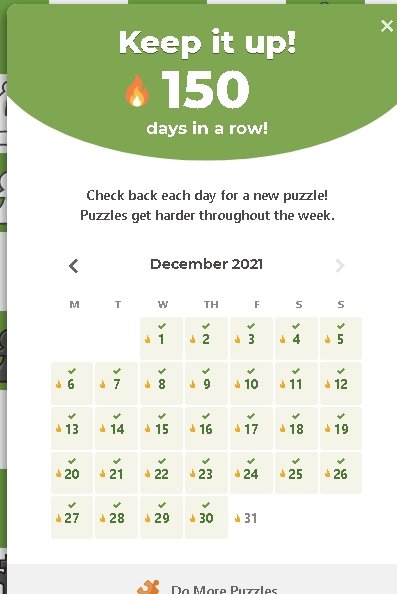 Keep it up!
150
days in a row!
Check back each day for a new puzzle!
Puzzles get harder throughout the week.
December 2021
M T W TH F S S
1 2 3 4 5
6 7 8 9 10 11 12
13 14 15 16 17 18 19
20 21 22 23 24 25 26
27 28 29 30 31
Do More Puzzles